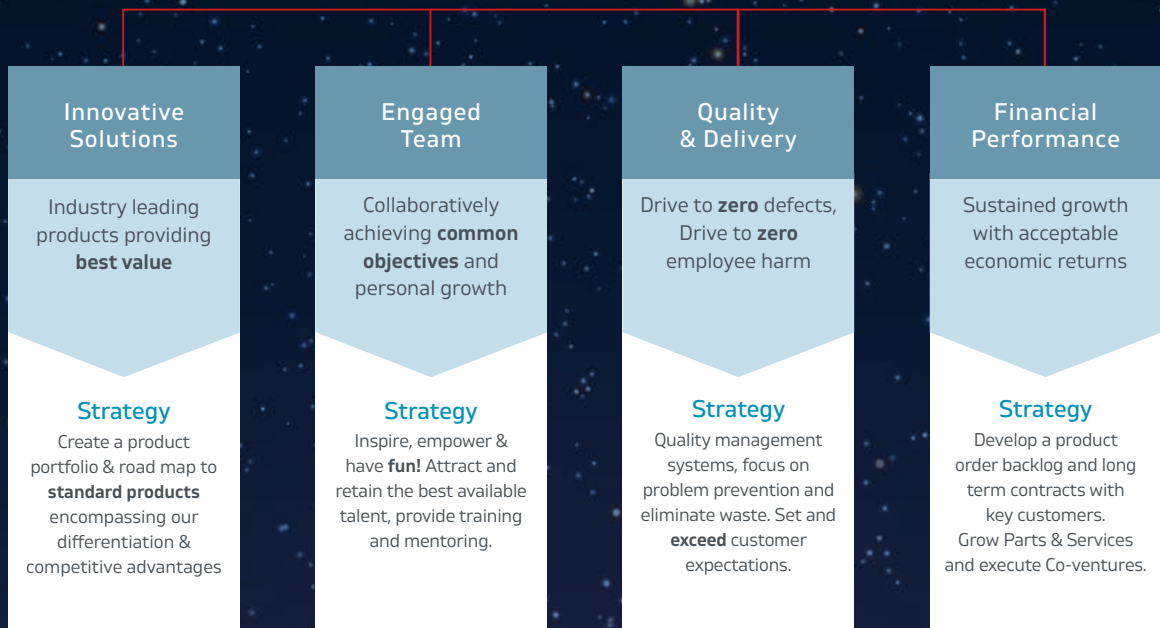 Innovative
Solutions
Industry leading
products providing
best value
Strategy
Create a product
portfolio & road map to
standard products
encompassing our
differentiation &
competitive advantages
Engaged
Team
Collaboratively
achieving common
objectives and
personal growth
Strategy
Inspire, empower &
have fun! Attract and
retain the best available
talent, provide training
and mentoring.
Quality
& Delivery
Drive to zero defects,
Drive to zero
employee harm
Strategy
Quality management
systems, focus on
problem prevention and
eliminate waste. Set and
exceed customer
expectations.
Financial
Performance
Sustained growth
with acceptable
economic returns
Strategy
Develop a product
order backlog and long
term contracts with
key customers.
Grow Parts & Services
and execute Co-ventures.